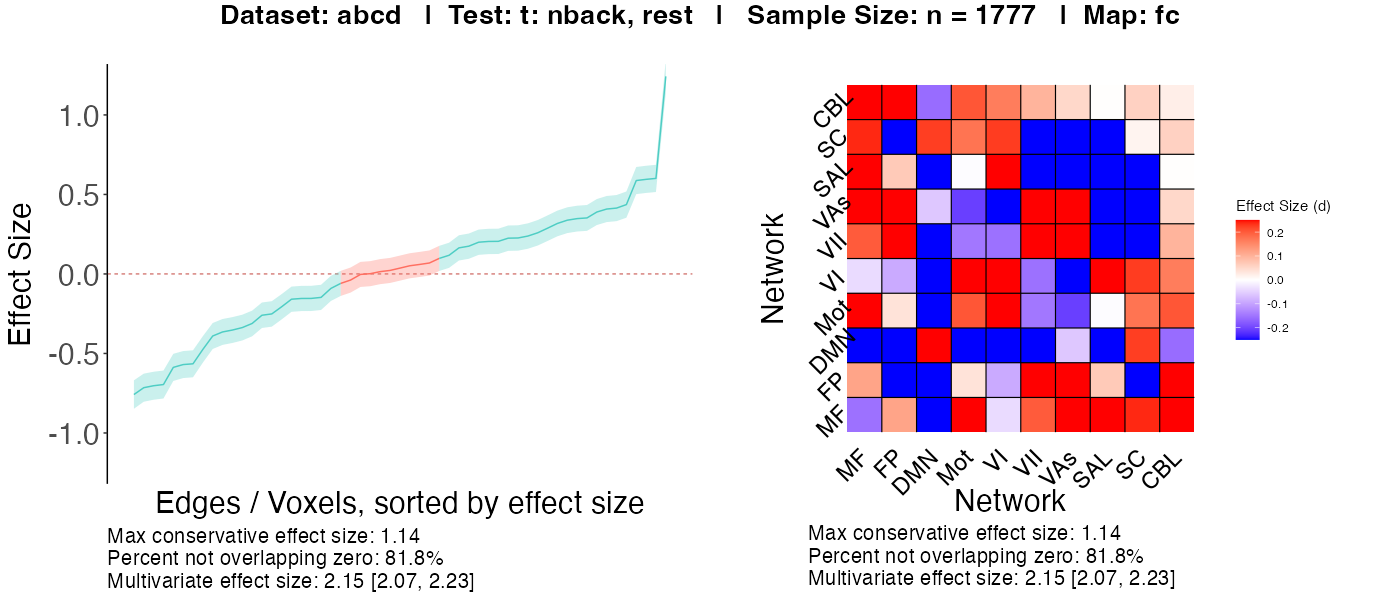 Dataset: abcd | Test: t: nback, rest | Sample Size: n = 1777 | Map: fc
Effect Size
1.0
0.5
0.0
-0.5
-1.0
Edges / Voxels, sorted by effect size
Max conservative effect size: 1.14
Percent not overlapping zero: 81.8%
Multivariate effect size: 2.15 [2.07, 2.23]
Network
CBL
SC
SAL
VAs
VII
VI
Mot
DMN
FP
MF
MF FP DMN Mot VI VII VAs SAL SC CBL
Network
Max conservative effect size: 1.14
Percent not overlapping zero: 81.8%
Multivariate effect size: 2.15 [2.07, 2.23]
Effect Size (d)
0.2
0.1
0.0
-0.1
-0.2